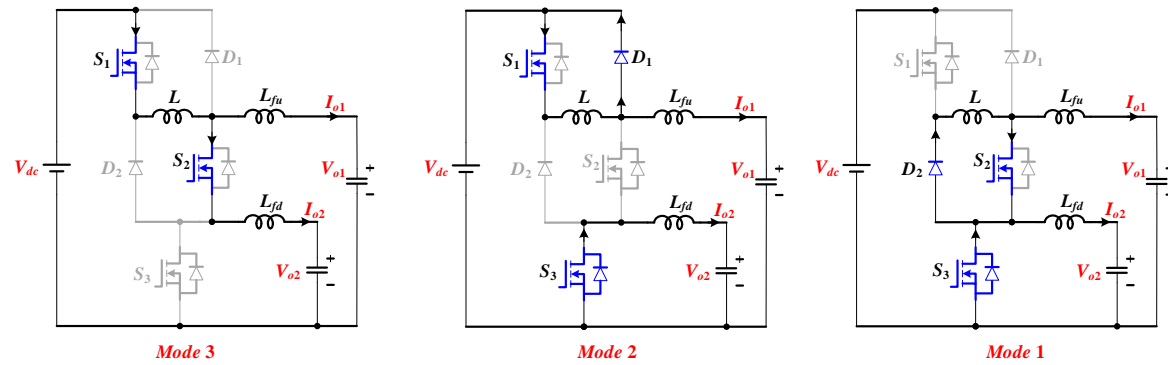 S1
D1
L
Lfu
Io1
Vdc
D2
S2
Vo1
+
−
Lfd
Io2
S3
Vo2
+
−
Mode 3
S1
D1
L
Lfu
Io1
Vdc
D2
S2
Vo1
+
−
Lfd
Io2
S3
Vo2
+
−
Mode 2
S1
D1
L
Lfu
Io1
Vdc
D2
S2
Vo1
+
−
Lfd
Io2
S3
Vo2
+
−
Mode 1